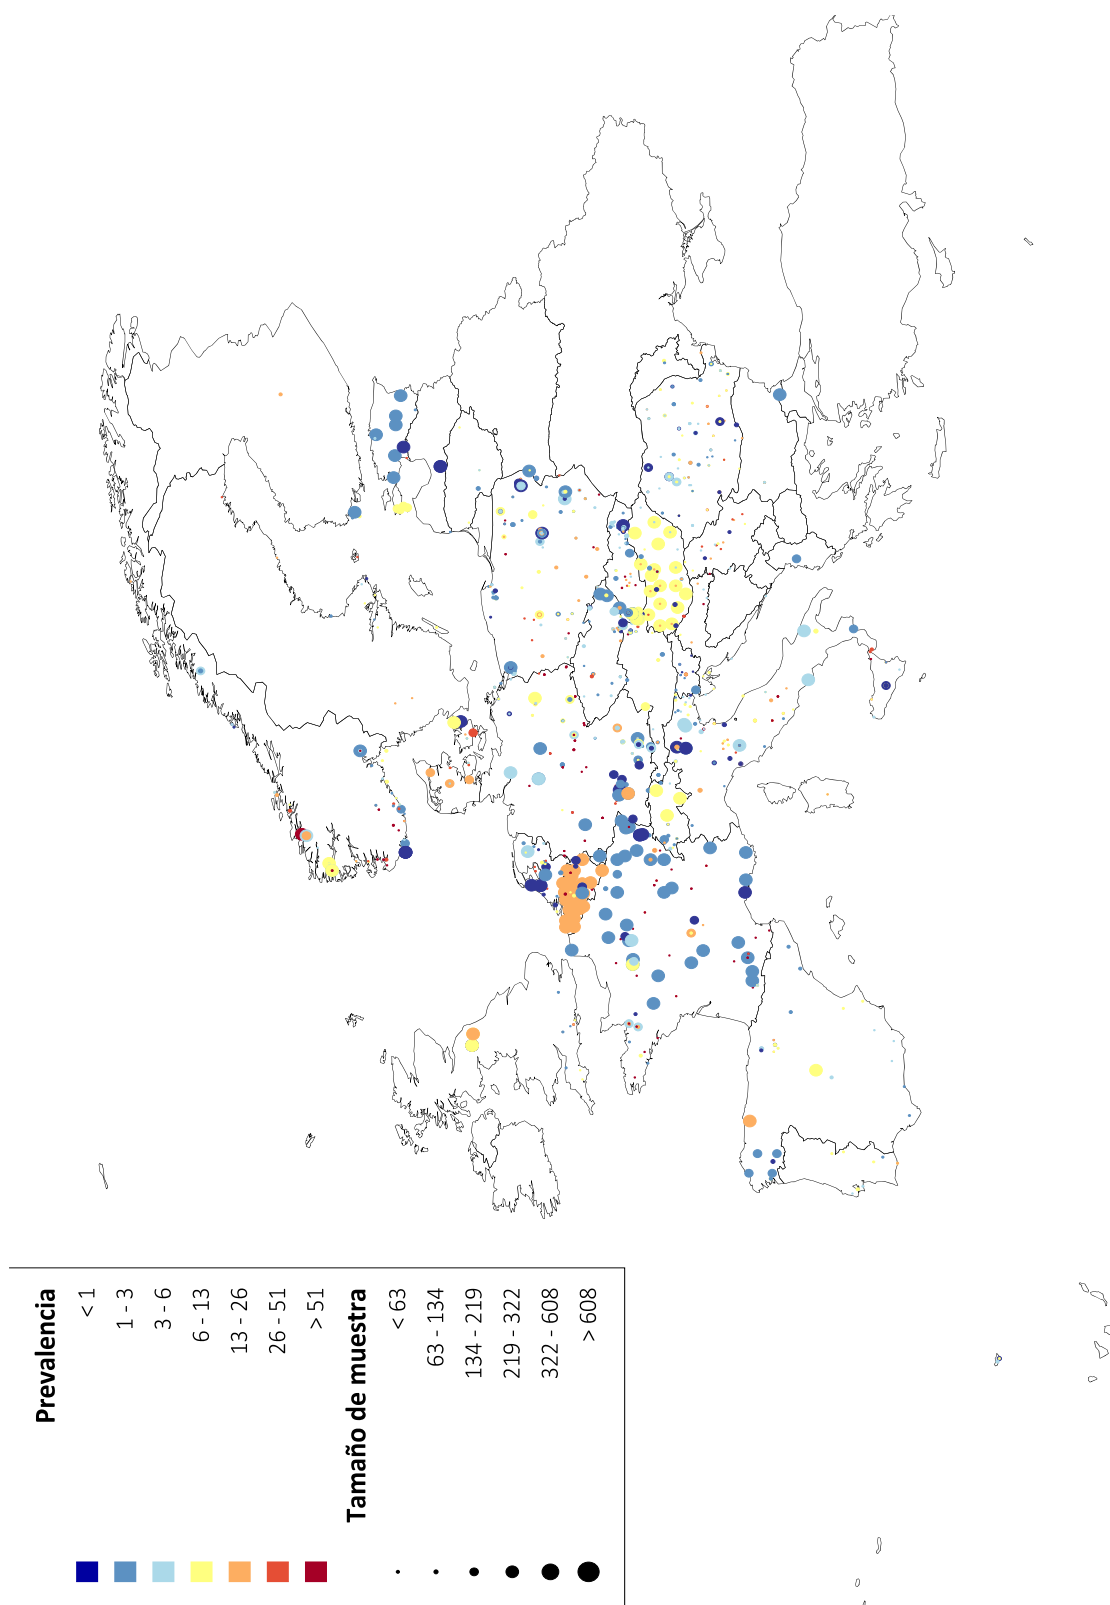 Prevalencia
< 1
1 - 3
3 - 6
6 - 13
13 - 26
26 - 51
> 51
Tamaño de muestra
< 63
63 - 134
134 - 219
219 - 322
322 - 608
> 608